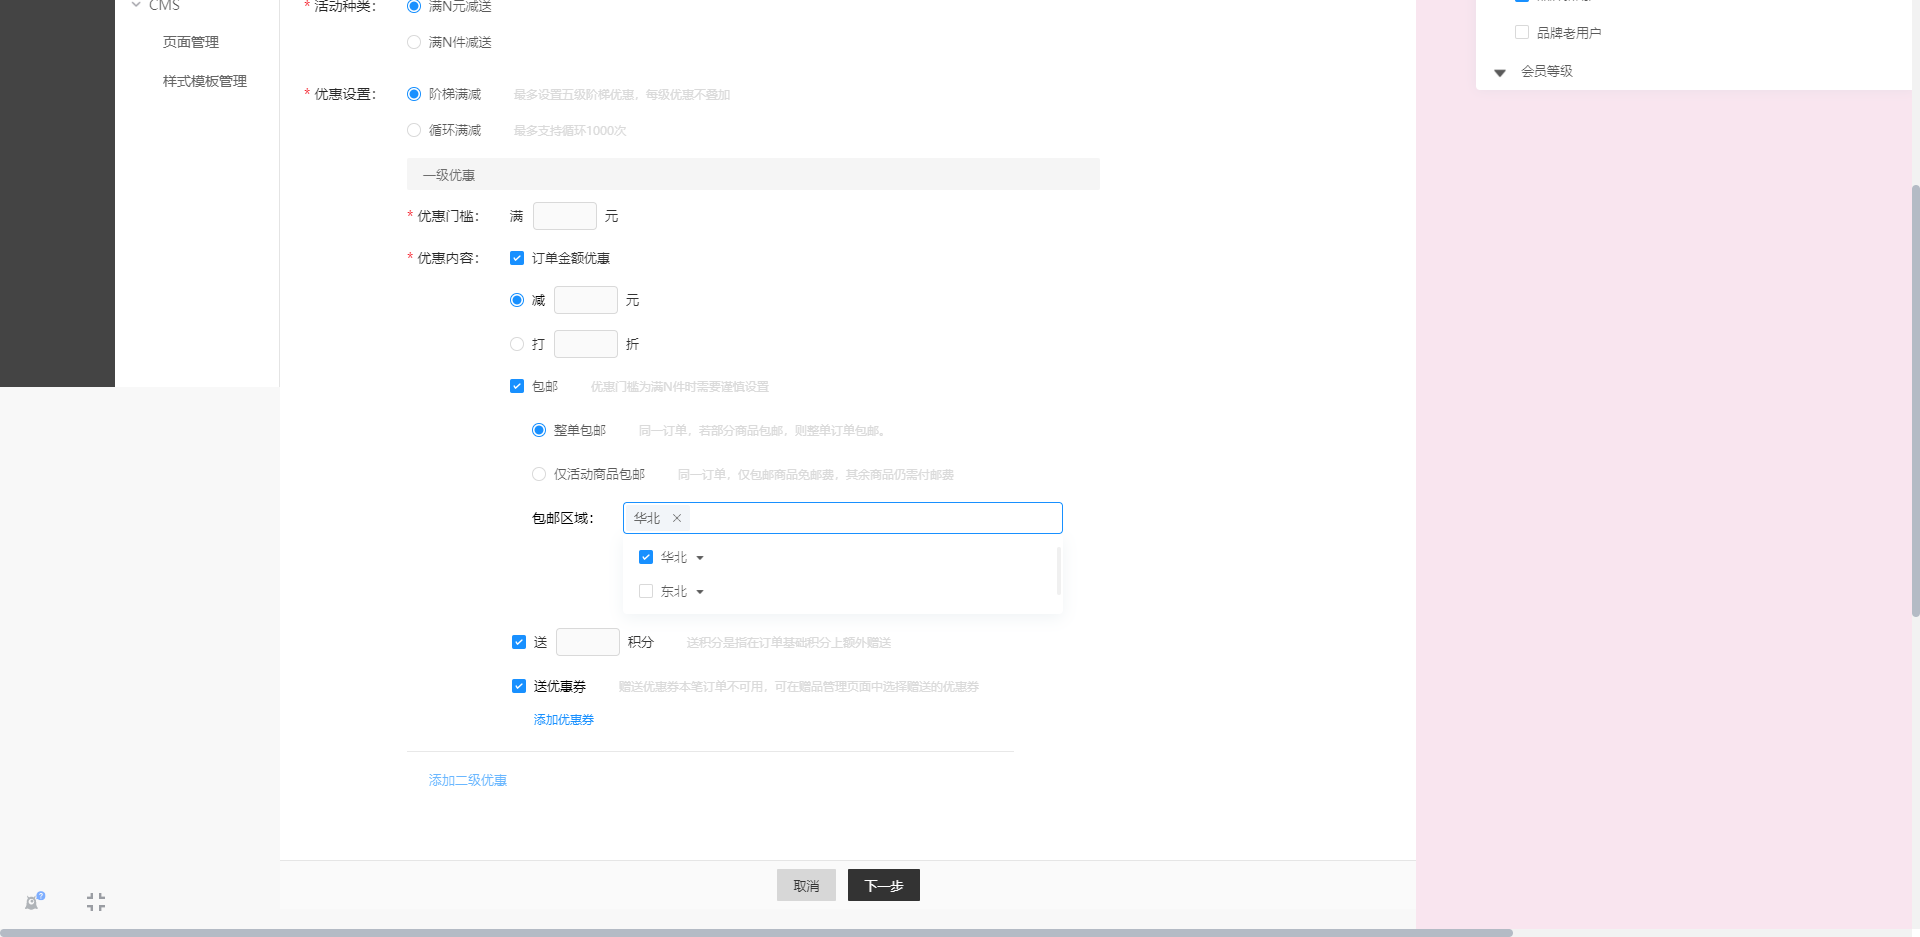 CMS
页面管理
样式模板管理
* 活动种类: 满N元减送
满N件减送
* 优惠设置: 阶梯满减 最多设置五级阶梯优惠，每级优惠不叠加
循环满减 最多支持循环1000次
一级优惠
* 优惠门槛: 满 元
* 优惠内容: 订单金额优惠
减 元
打 折
包邮 优惠门槛为满N件时需要谨慎设置
整单包邮 同一订单，若部分商品包邮，则整单订单包邮。
仅活动商品包邮 同一订单，仅包邮商品免邮费，其余商品仍需付邮费
包邮区域: 华北 ×
华北
东北
送 积分 送积分是指在订单基础积分上额外赠送
送优惠券 赠送优惠券本笔订单不可用，可在赠品管理页面中选择赠送的优惠券
添加优惠券
添加二级优惠
取消 下一步
品牌老用户
会员等级